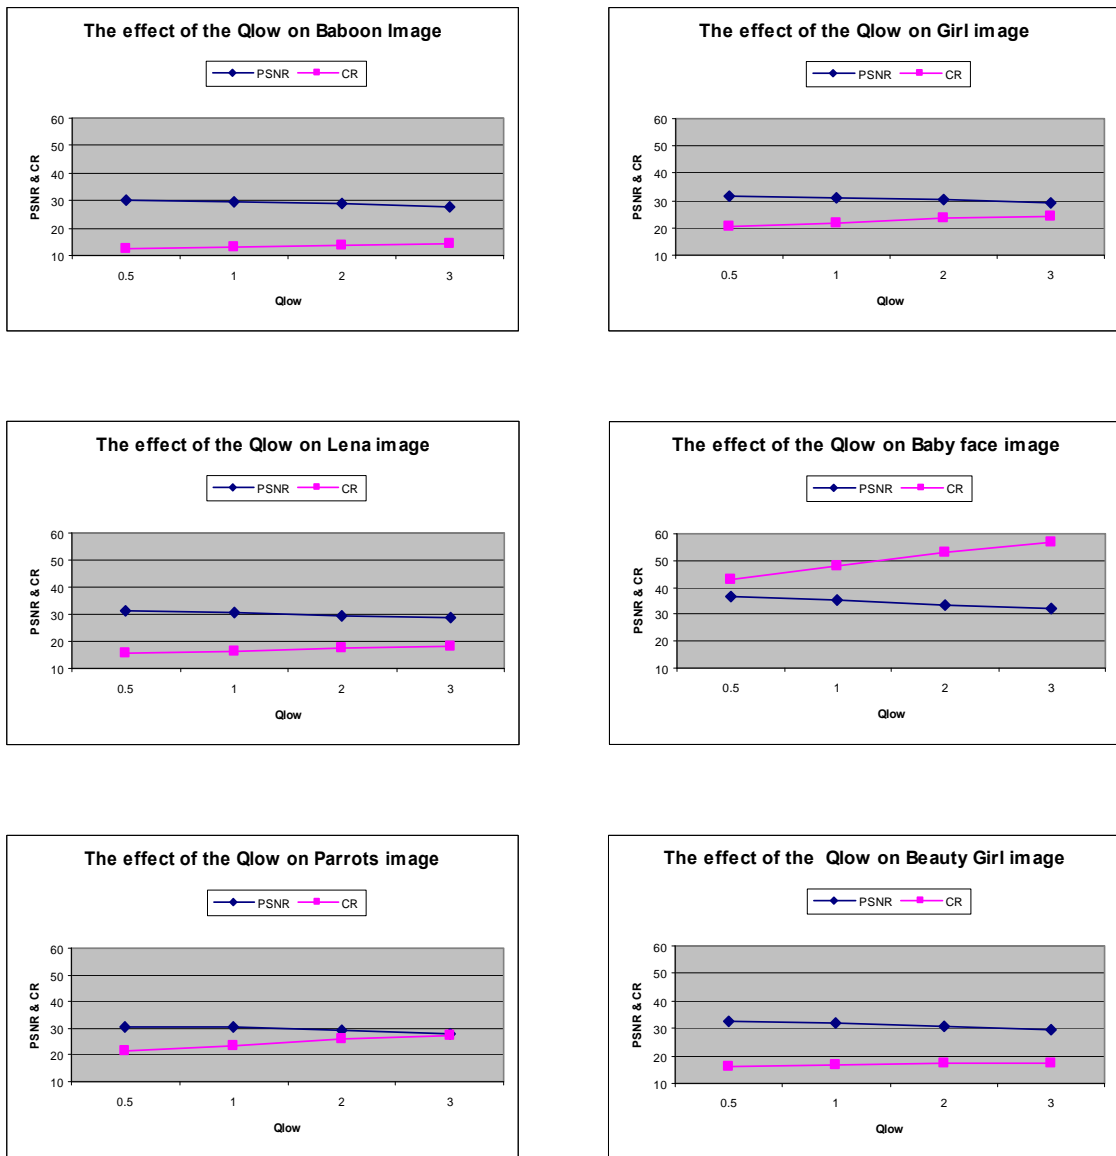 The effect of the Qlow on Baboon Image
PSNR CR
60
50
40
30
20
10
PSNR & CR
0.5 1 2 3
Qlow
The effect of the Qlow on Girl image
PSNR CR
60
50
40
30
20
10
PSNR & CR
0.5 1 2 3
Qlow
The effect of the Qlow on Lena image
PSNR CR
60
50
40
30
20
10
PSNR & CR
0.5 1 2 3
Qlow
The effect of the Qlow on Baby face image
PSNR CR
60
50
40
30
20
10
PSNR & CR
0.5 1 2 3
Qlow
The effect of the Qlow on Parrots image
PSNR CR
60
50
40
30
20
10
PSNR & CR
0.5 1 2 3
Qlow
The effect of the Qlow on Beauty Girl image
PSNR CR
60
50
40
30
20
10
PSNR & CR
0.5 1 2 3
Qlow